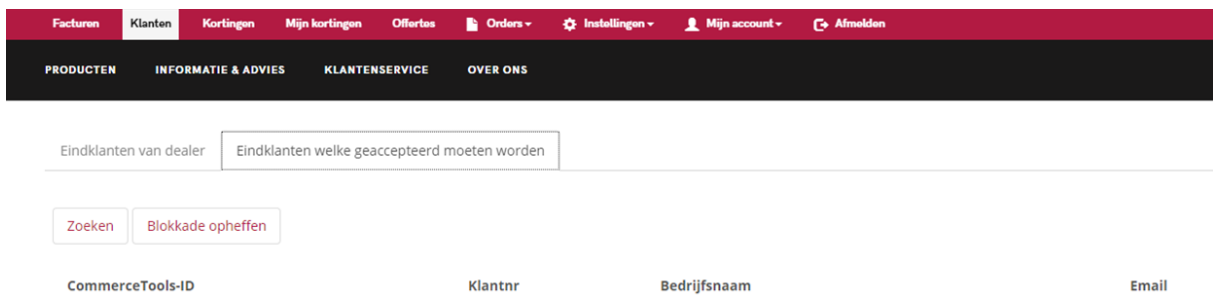 Facturen Klanten Kortingen Mijn kortingen Offertes Orders Instellingen Mijn account Afmelden
PRODUCTEN INFORMATIE & ADVIES KLANTENSERVICE OVER ONS
Eindklanten van dealer Eindklanten welke geaccepteerd moeten worden
Zoeken Blokkade opheffen
CommerceTools-ID Klantnr Bedrijfsnaam Email